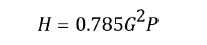 H = 0.785G²P